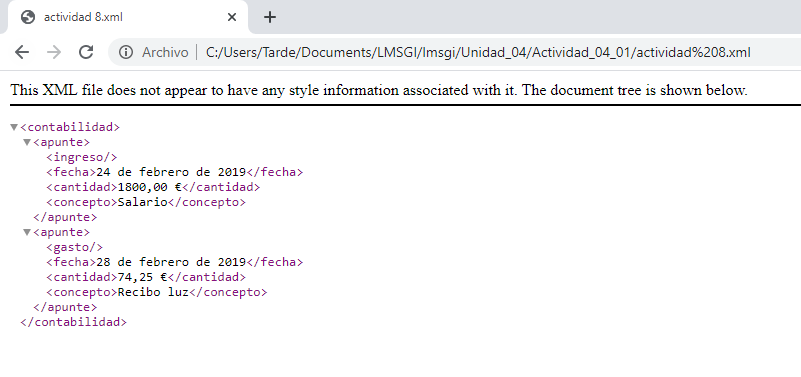 actividad 8.xml
Archivo C:/Users/Tarde/Documents/LMSGI/lmsgi/Unidad_04/Actividad_04_01/actividad%208.xml
This XML file does not appear to have any style information associated with it. The document tree is shown below.
▼<contabilidad>
▼<apunte>
<ingreso/>
<fecha>24 de febrero de 2019</fecha>
<cantidad>1800,00 €</cantidad>
<concepto>Salario</concepto>
</apunte>
▼<apunte>
<gasto/>
<fecha>28 de febrero de 2019</fecha>
<cantidad>74,25 €</cantidad>
<concepto>Recibo luz</concepto>
</apunte>
</contabilidad>